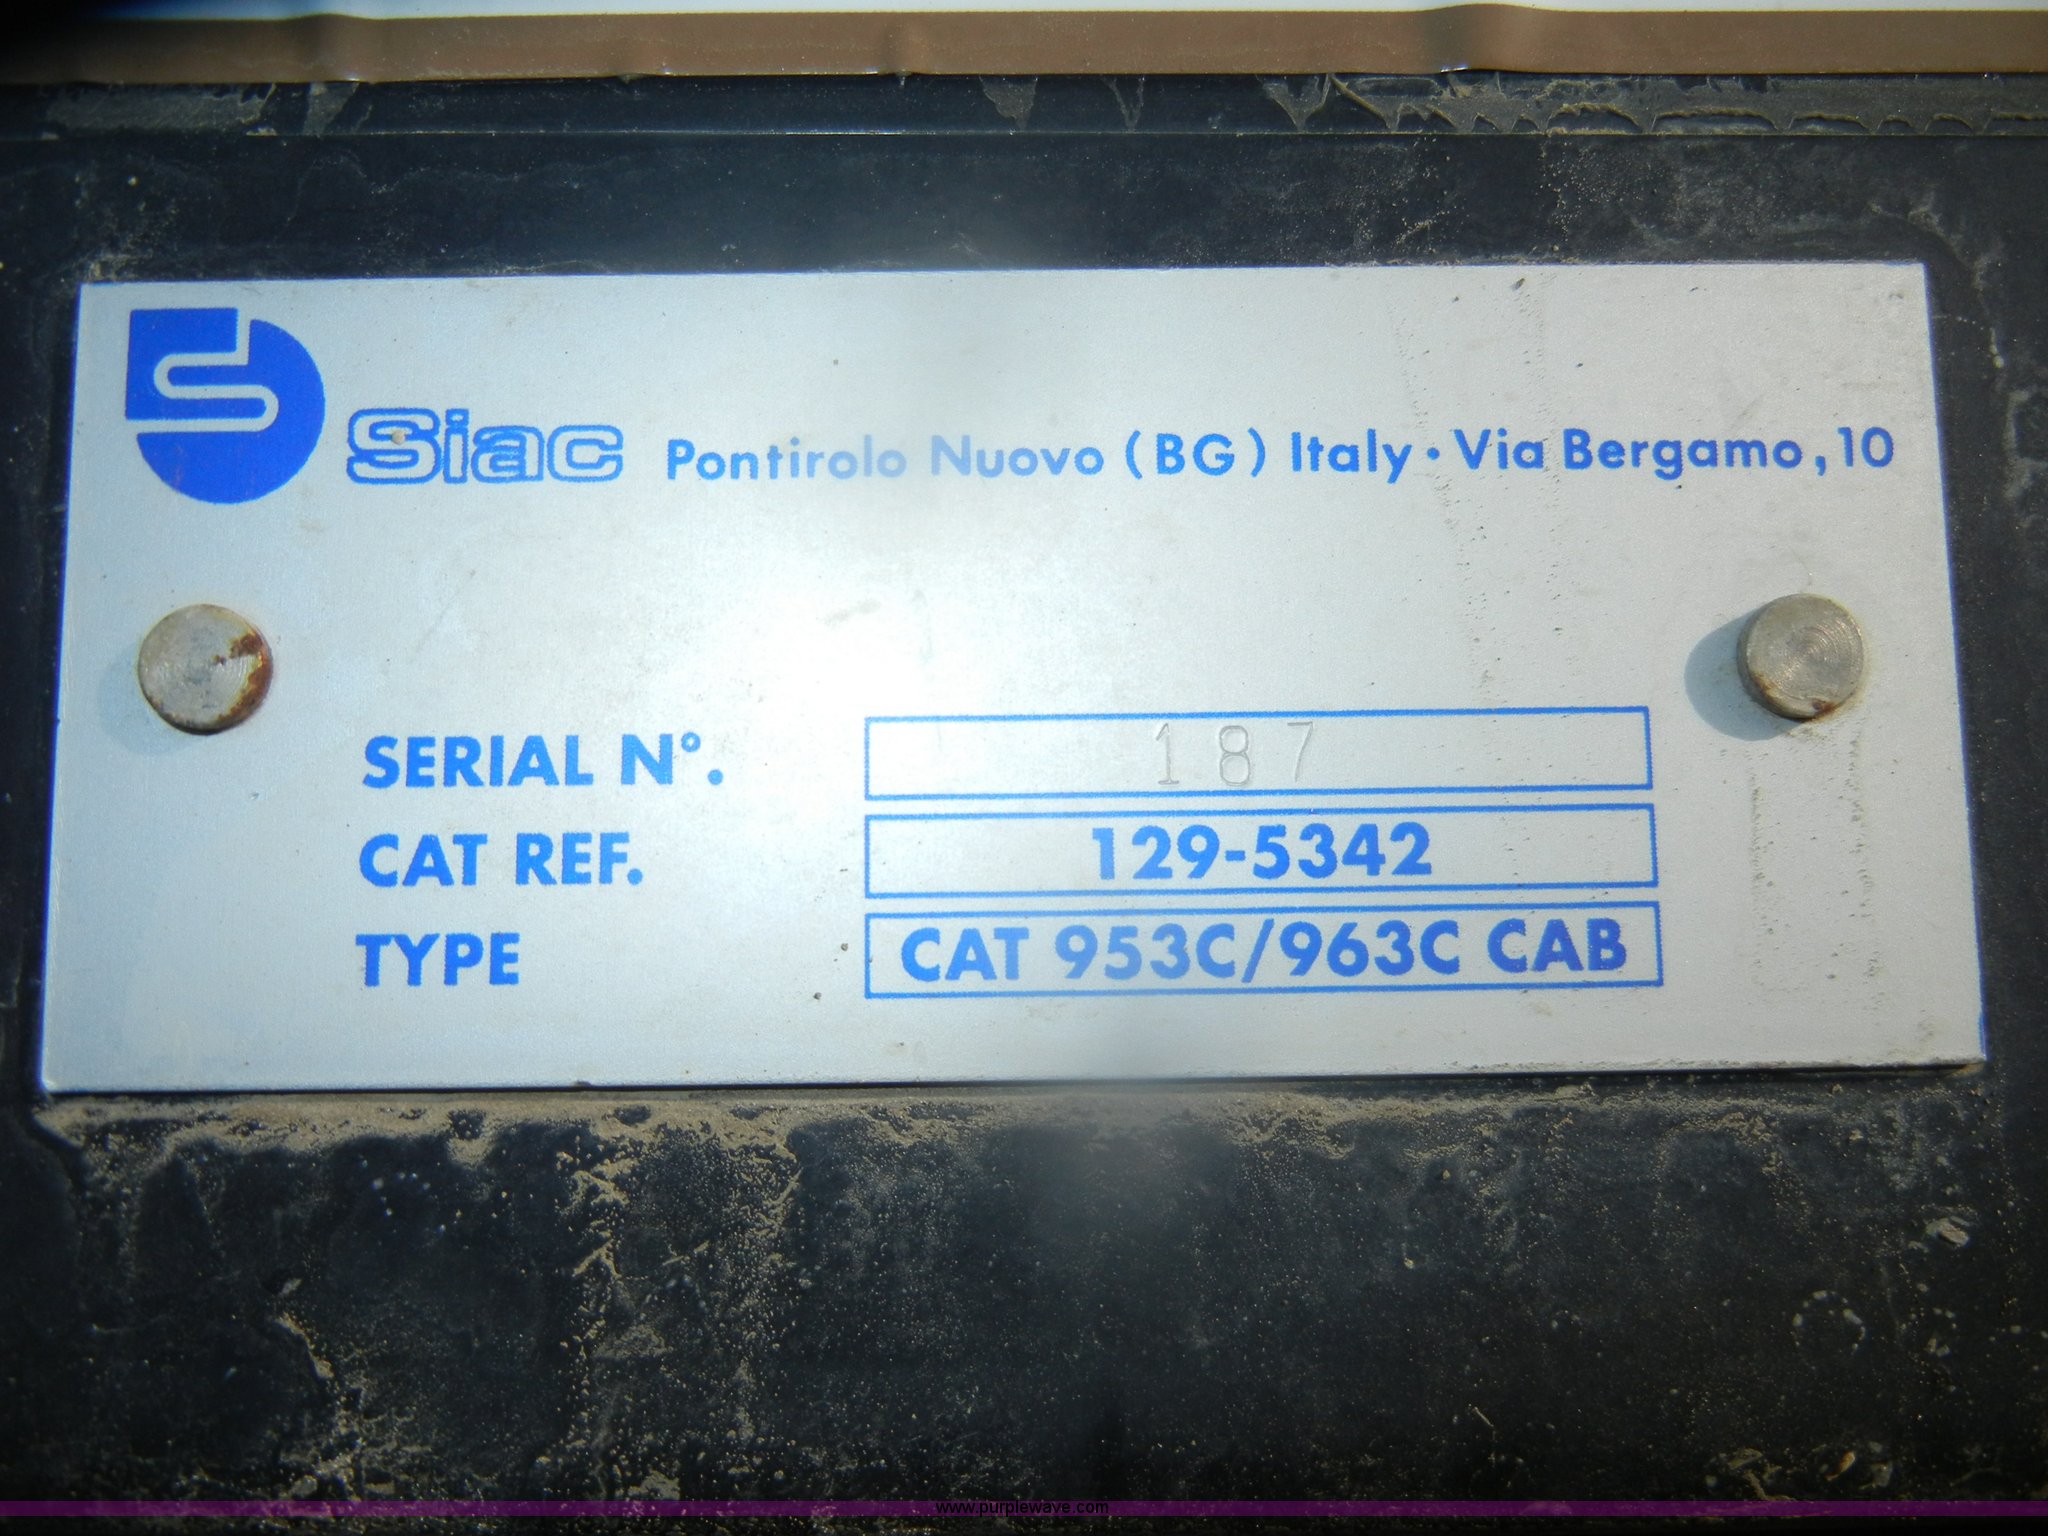 Siac Pontirolo Nuovo (BG) Italy · Via Bergamo, 10
SERIAL N°. 187
CAT REF. 129-5342
TYPE CAT 953C/963C CAB
www.purplewave.com